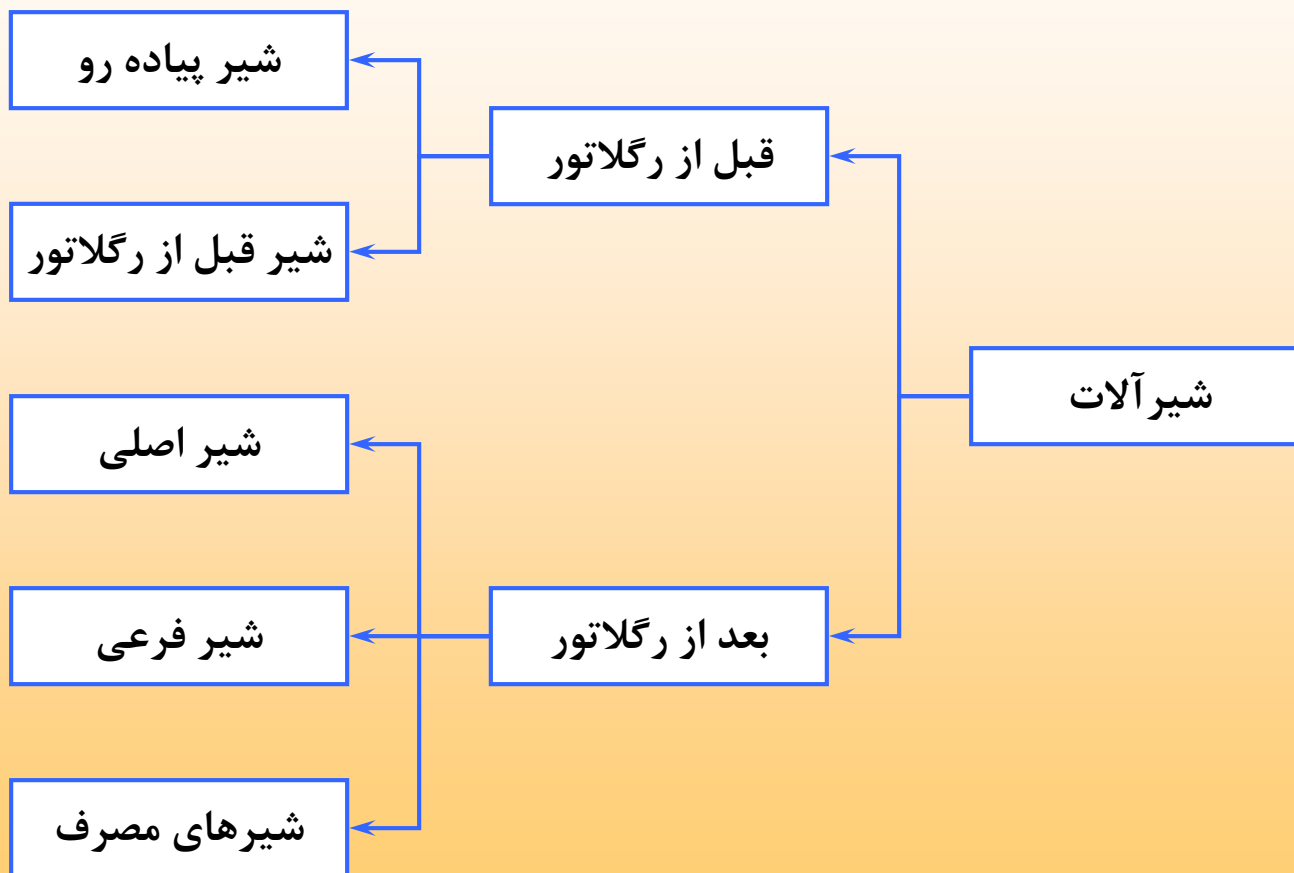 شیرآلات
قبل از رگلاتور
شیر پیاده رو
شیر قبل از رگلاتور
بعد از رگلاتور
شیر اصلی
شیر فرعی
شیرهای مصرف